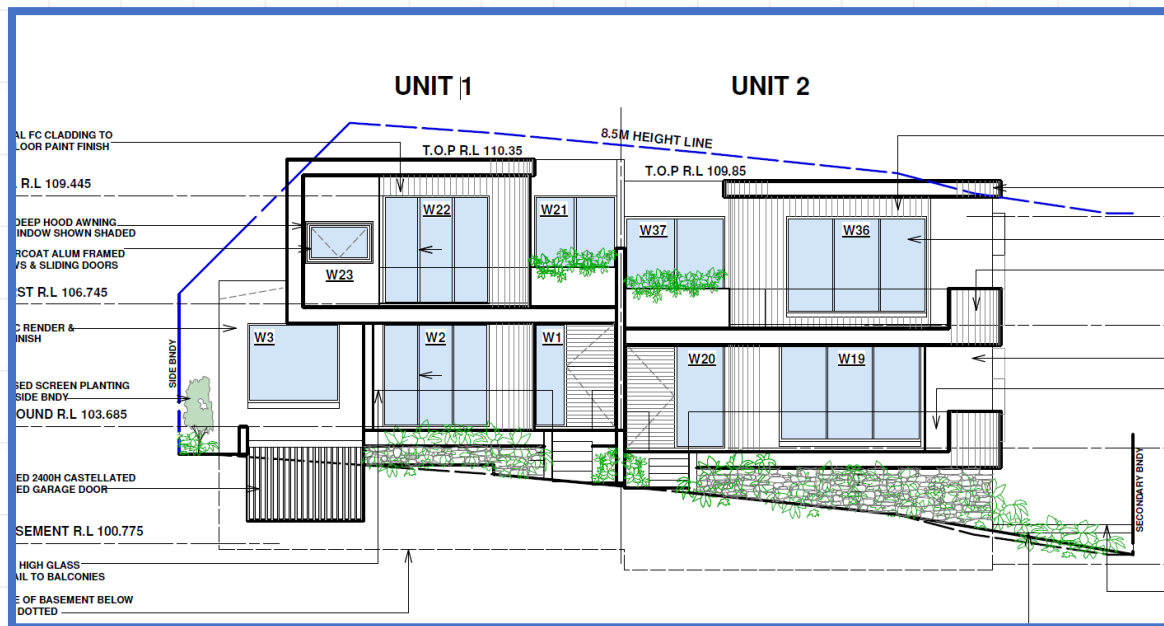 UNIT 1
UNIT 2
8.5M HEIGHT LINE
AL FC CLADDING TO
LOOR PAINT FINISH
T.O.P R.L 110.35
T.O.P R.L 109.85
R.L 109.445
DEEP HOOD AWNING
INDOW SHOWN SHADED
RCOAT ALUM FRAMED
WS & SLIDING DOORS
W22
W21
W37
W36
W23
ST R.L 106.745
C RENDER &
INISH
W3
W2
W1
W20
W19
SIDE BNDY
SED SCREEN PLANTING
SIDE BNDY
OUND R.L 103.685
ED 2400H CASTELLATED
ED GARAGE DOOR
SECONDARY BNDY
SEMENT R.L 100.775
HIGH GLASS
AIL TO BALCONIES
E OF BASEMENT BELOW
DOTTED